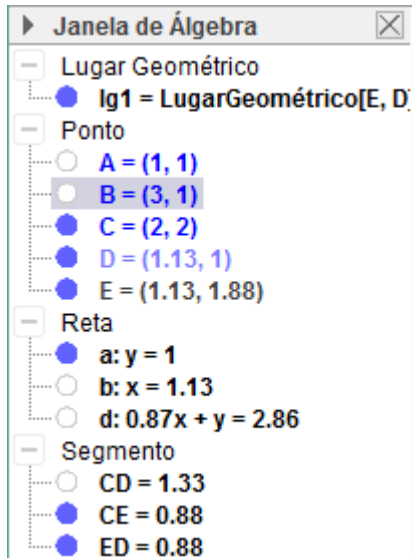 Janela de Álgebra
Lugar Geométrico
lg1 = LugarGeométrico[E, D]
Ponto
A = (1, 1)
B = (3, 1)
C = (2, 2)
D = (1.13, 1)
E = (1.13, 1.88)
Reta
a: y = 1
b: x = 1.13
d: 0.87x + y = 2.86
Segmento
CD = 1.33
CE = 0.88
ED = 0.88